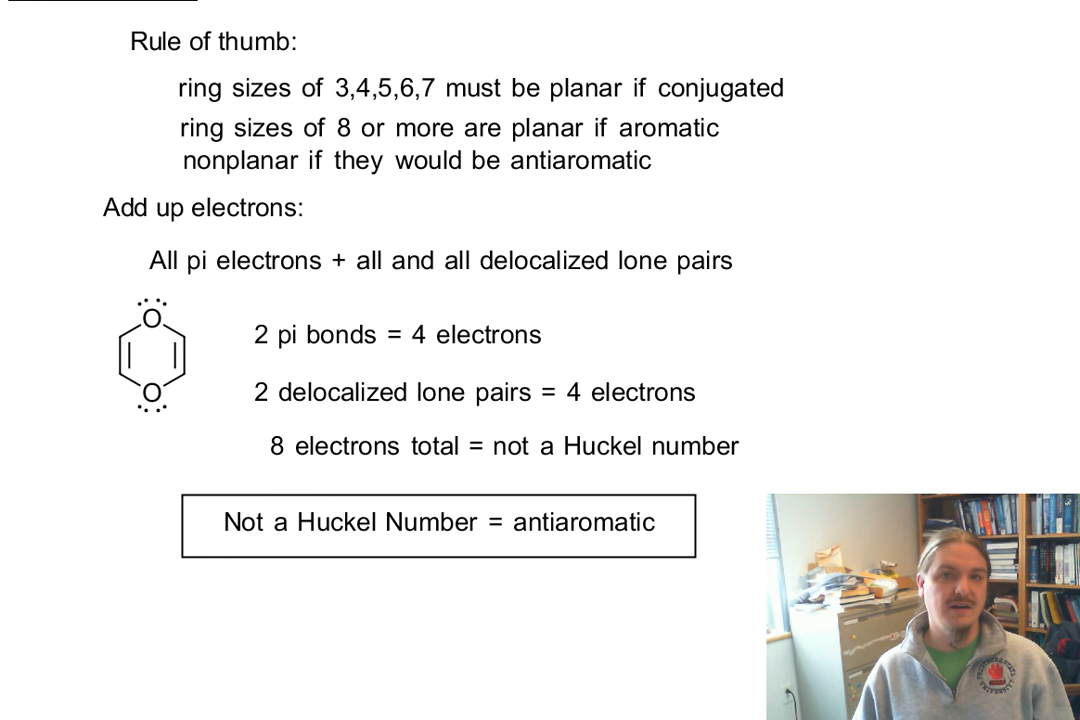 Rule of thumb:
ring sizes of 3,4,5,6,7 must be planar if conjugated
ring sizes of 8 or more are planar if aromatic
nonplanar if they would be antiaromatic
Add up electrons:
All pi electrons + all and all delocalized lone pairs
O
2 pi bonds = 4 electrons
O
2 delocalized lone pairs = 4 electrons
8 electrons total = not a Huckel number
Not a Huckel Number = antiaromatic